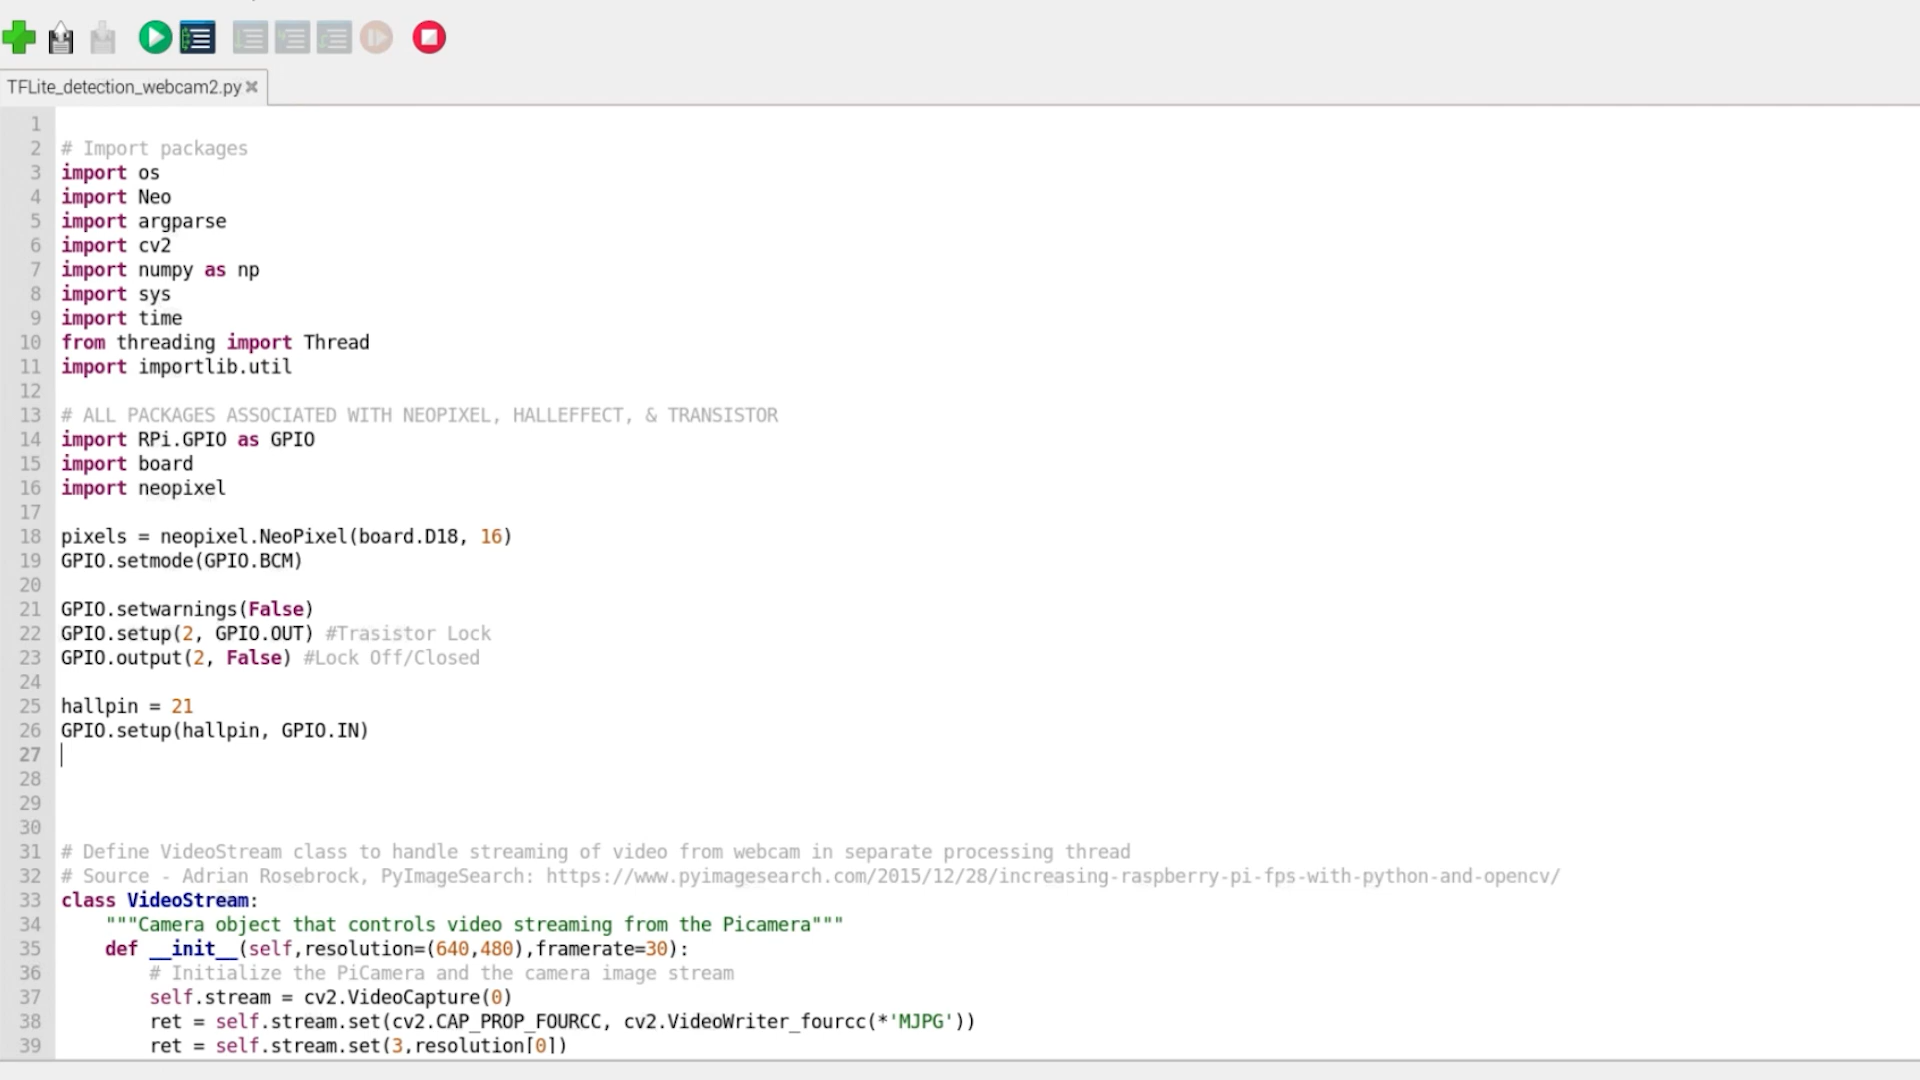 TFLite_detection_webcam2.py
1
2 # Import packages
3 import os
4 import Neo
5 import argparse
6 import cv2
7 import numpy as np
8 import sys
9 import time
10 from threading import Thread
11 import importlib.util
12
13 # ALL PACKAGES ASSOCIATED WITH NEOPIXEL, HALLEFFECT, & TRANSISTOR
14 import RPi.GPIO as GPIO
15 import board
16 import neopixel
17
18 pixels = neopixel.NeoPixel(board.D18, 16)
19 GPIO.setmode(GPIO.BCM)
20
21 GPIO.setwarnings(False)
22 GPIO.setup(2, GPIO.OUT) #Trasistor Lock
23 GPIO.output(2, False) #Lock Off/Closed
24
25 hallpin = 21
26 GPIO.setup(hallpin, GPIO.IN)
27
28
29
30
31 # Define VideoStream class to handle streaming of video from webcam in separate processing thread
32 # Source - Adrian Rosebrock, PyImageSearch: https://www.pyimagesearch.com/2015/12/28/increasing-raspberry-pi-fps-with-python-and-opencv/
33 class VideoStream:
34     """Camera object that controls video streaming from the Picamera"""
35     def __init__(self,resolution=(640,480),framerate=30):
36         # Initialize the PiCamera and the camera image stream
37         self.stream = cv2.VideoCapture(0)
38         ret = self.stream.set(cv2.CAP_PROP_FOURCC, cv2.VideoWriter_fourcc(*'MJPG'))
39         ret = self.stream.set(3,resolution[0])